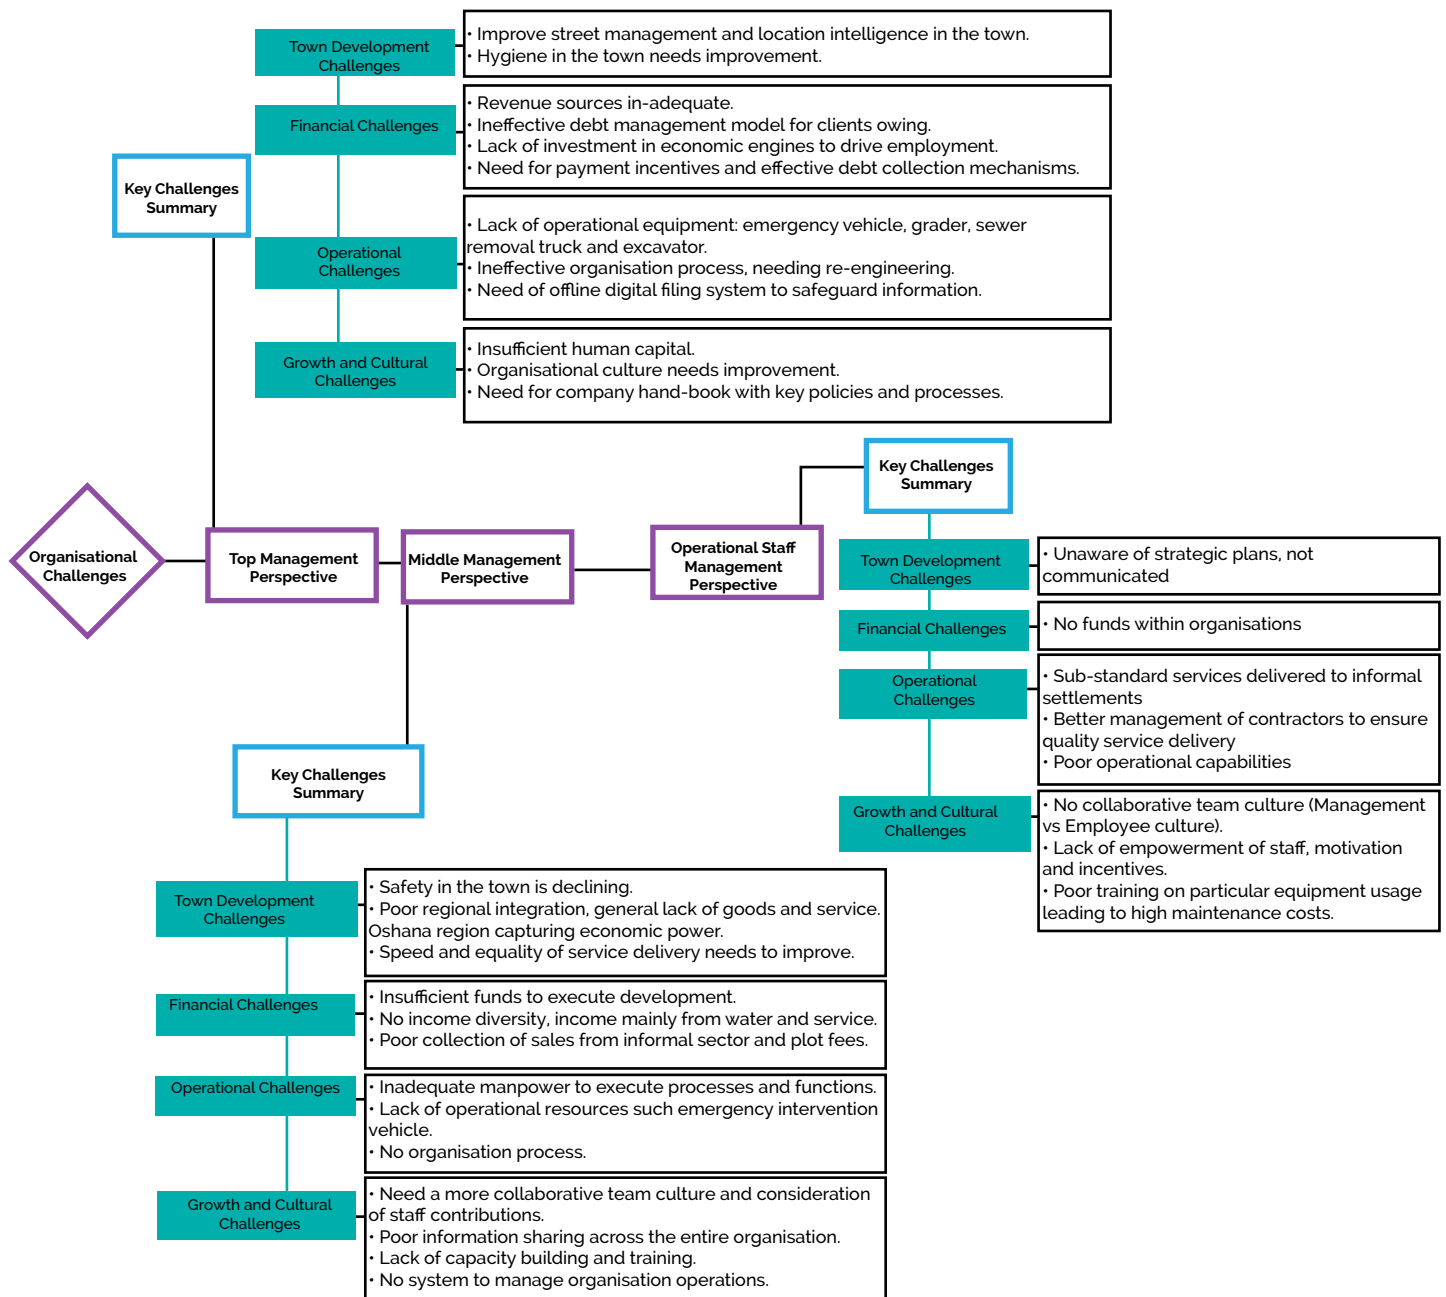 Town Development
Challenges
• Improve street management and location intelligence in the town.
• Hygiene in the town needs improvement.
Financial Challenges
• Revenue sources in-adequate.
• Ineffective debt management model for clients owing.
• Lack of investment in economic engines to drive employment.
• Need for payment incentives and effective debt collection mechanisms.
Key Challenges
Summary
Operational
Challenges
• Lack of operational equipment: emergency vehicle, grader, sewer
removal truck and excavator.
• Ineffective organisation process, needing re-engineering.
• Need of offline digital filing system to safeguard information.
Growth and Cultural
Challenges
• Insufficient human capital.
• Organisational culture needs improvement.
• Need for company hand-book with key policies and processes.
Organisational
Challenges
Top Management
Perspective
Middle Management
Perspective
Operational Staff
Management
Perspective
Key Challenges
Summary
Town Development
Challenges
• Unaware of strategic plans, not
communicated
Financial Challenges
• No funds within organisations
Operational
Challenges
• Sub-standard services delivered to informal
settlements
• Better management of contractors to ensure
quality service delivery
• Poor operational capabilities
Growth and Cultural
Challenges
• No collaborative team culture (Management
vs Employee culture).
• Lack of empowerment of staff, motivation
and incentives.
• Poor training on particular equipment usage
leading to high maintenance costs.
Key Challenges
Summary
Town Development
Challenges
• Safety in the town is declining.
• Poor regional integration, general lack of goods and service.
Oshana region capturing economic power.
• Speed and equality of service delivery needs to improve.
Financial Challenges
• Insufficient funds to execute development.
• No income diversity, income mainly from water and service.
• Poor collection of sales from informal sector and plot fees.
Operational Challenges
• Inadequate manpower to execute processes and functions.
• Lack of operational resources such emergency intervention
vehicle.
• No organisation process.
Growth and Cultural
Challenges
• Need a more collaborative team culture and consideration
of staff contributions.
• Poor information sharing across the entire organisation.
• Lack of capacity building and training.
• No system to manage organisation operations.